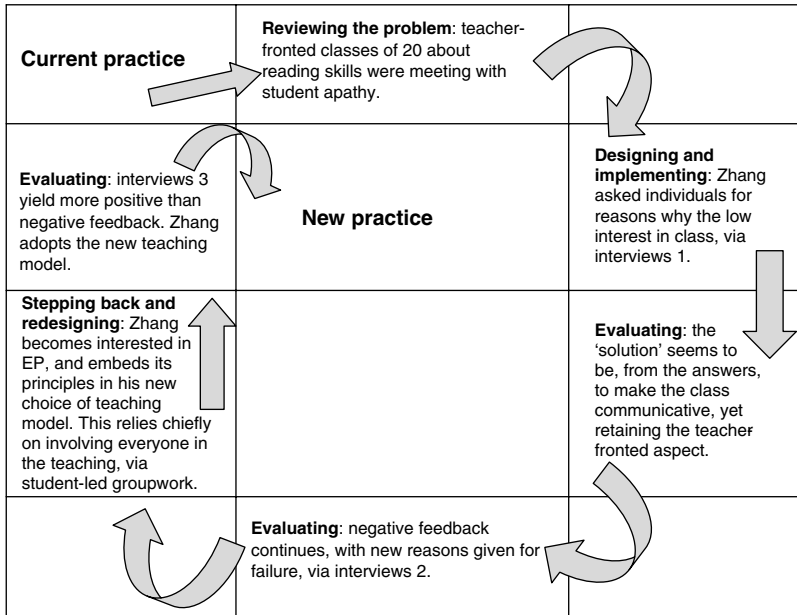 Current practice
Reviewing the problem: teacher-
fronted classes of 20 about
reading skills were meeting with
student apathy.
Designing and
implementing: Zhang
asked individuals for
reasons why the low
interest in class, via
interviews 1.
Evaluating: the
‘solution’ seems to
be, from the answers,
to make the class
communicative, yet
retaining the teacher-
fronted aspect.
Evaluating: negative feedback
continues, with new reasons given for
failure, via interviews 2.
Stepping back and
redesigning: Zhang
becomes interested in
EP, and embeds its
principles in his new
choice of teaching
model. This relies chiefly
on involving everyone in
the teaching, via
student-led groupwork.
Evaluating: interviews 3
yield more positive than
negative feedback. Zhang
adopts the new teaching
model.
New practice